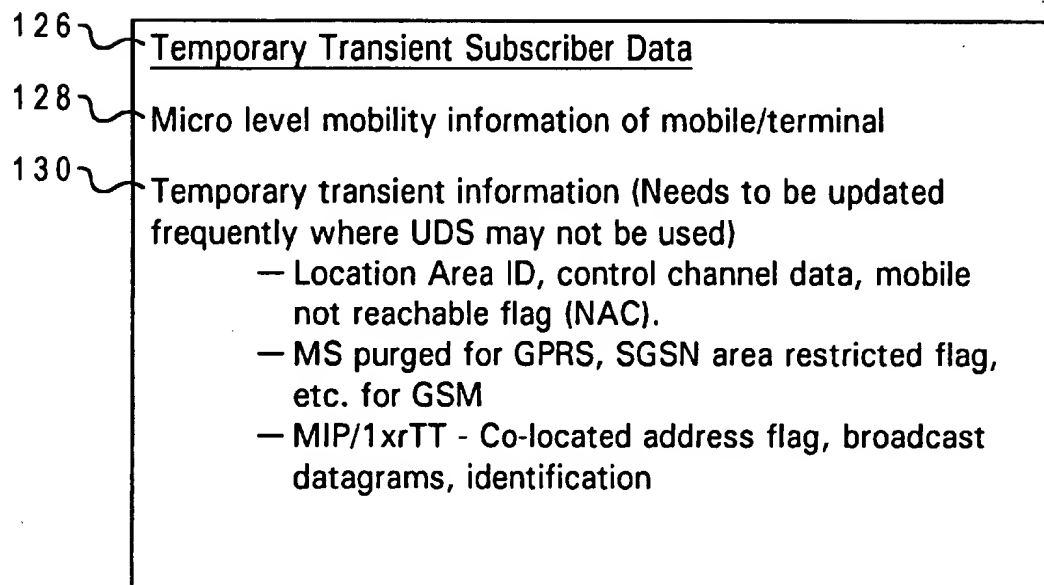 126 Temporary Transient Subscriber Data
128 Micro level mobility information of mobile/terminal
130 Temporary transient information (Needs to be updated
frequently where UDS may not be used)
— Location Area ID, control channel data, mobile
not reachable flag (NAC).
— MS purged for GPRS, SGSN area restricted flag,
etc. for GSM
— MIP/1xrTT - Co-located address flag, broadcast
datagrams, identification